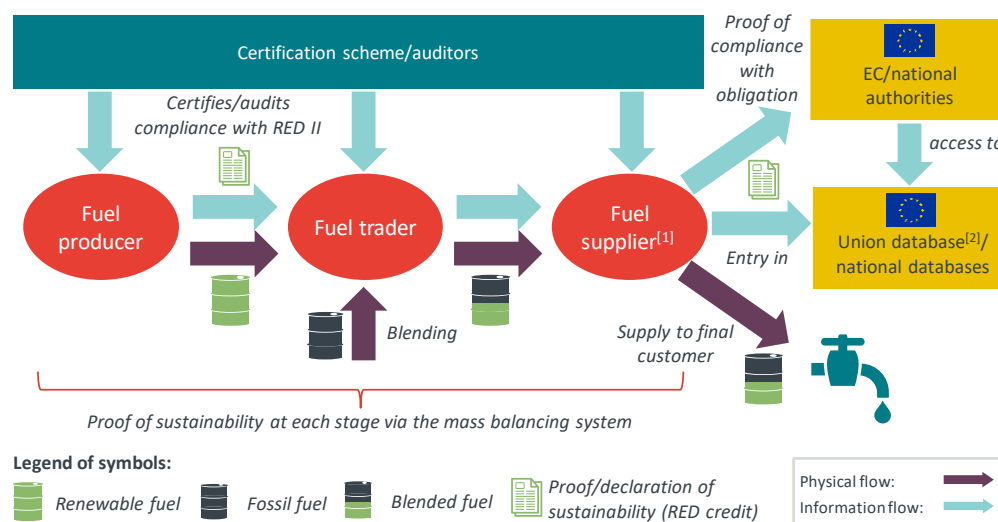 Certification scheme/auditors
Proof of
compliance
with
obligation
EC/national
authorities
Certifies/audits
compliance with RED II
access to
Fuel
producer
Fuel trader
Fuel
supplier[1]
Entry in
Union database[2]/
national databases
Blending
Supply to final
customer
Proof of sustainability at each stage via the mass balancing system
Legend of symbols:
Renewable fuel
Fossil fuel
Blended fuel
Proof/declaration of
sustainability (RED credit)
Physical flow:
Information flow: